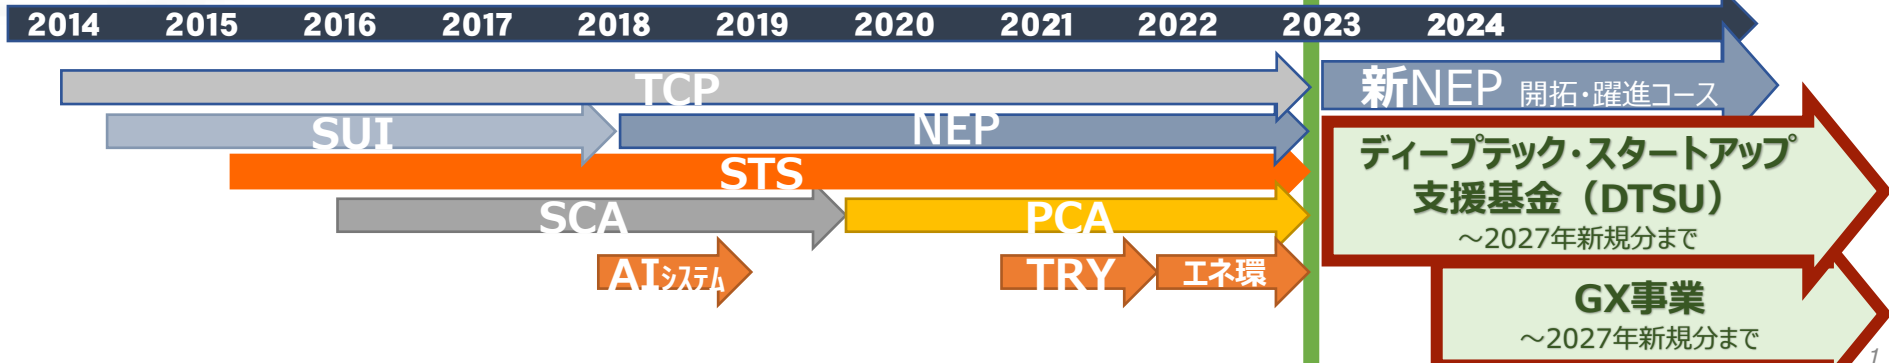 2014 2015 2016 2017 2018 2019 2020 2021 2022 2023 2024
TCP
新NEP 開拓・躍進コース
SUI
NEP
STS
ディープテック・スタートアップ
支援基金（DTSU）
～2027年新規分まで
SCA
PCA
AIシステム
TRY
エネ環
GX事業
～2027年新規分まで
1